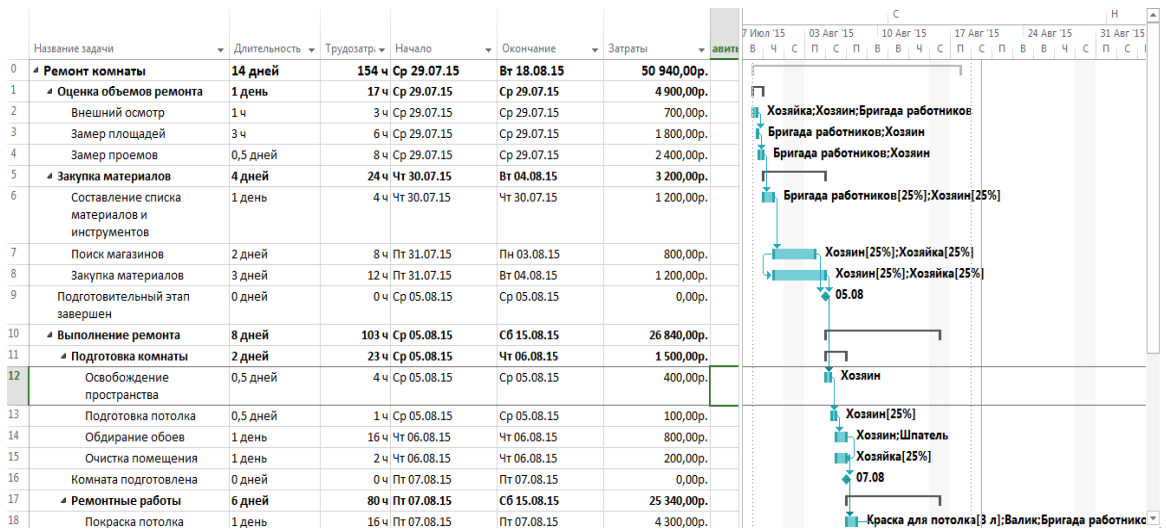 С Н
7 Июл '15 03 Авг '15 10 Авг '15 17 Авг '15 24 Авг '15 31 Авг '15
Название задачи Длительность Трудозатра Начало Окончание Затраты авить В Ч С П С П В В Ч С П С П В В Ч С П С
0 Ремонт комнаты 14 дней 154 ч Ср 29.07.15 Вт 18.08.15 50 940,00р.
1 Оценка объемов ремонта 1 день 17 ч Ср 29.07.15 Ср 29.07.15 4 900,00р.
2 Внешний осмотр 1 ч 3 ч Ср 29.07.15 Ср 29.07.15 700,00р. Хозяйка;Хозяин;Бригада работников
3 Замер площадей 3 ч 6 ч Ср 29.07.15 Ср 29.07.15 1 800,00р. Бригада работников;Хозяин
4 Замер проемов 0,5 дней 8 ч Ср 29.07.15 Ср 29.07.15 2 400,00р. Бригада работников;Хозяин
5 Закупка материалов 4 дней 24 ч Чт 30.07.15 Вт 04.08.15 3 200,00р.
6 Составление списка 1 день 4 ч Чт 30.07.15 Чт 30.07.15 1 200,00р. Бригада работников[25%];Хозяин[25%]
материалов и
инструментов
7 Поиск магазинов 2 дней 8 ч Пт 31.07.15 Пн 03.08.15 800,00р. Хозяин[25%];Хозяйка[25%]
8 Закупка материалов 3 дней 12 ч Пт 31.07.15 Вт 04.08.15 1 200,00р. Хозяин[25%];Хозяйка[25%]
9 Подготовительный этап 0 дней 0 ч Ср 05.08.15 Ср 05.08.15 0,00р. 05.08
завершен
10 Выполнение ремонта 8 дней 103 ч Ср 05.08.15 Сб 15.08.15 26 840,00р.
11 Подготовка комнаты 2 дней 23 ч Ср 05.08.15 Чт 06.08.15 1 500,00р.
12 Освобождение 0,5 дней 4 ч Ср 05.08.15 Ср 05.08.15 400,00р. Хозяин
пространства
13 Подготовка потолка 0,5 дней 1 ч Ср 05.08.15 Ср 05.08.15 100,00р. Хозяин[25%]
14 Обдирание обоев 1 день 16 ч Чт 06.08.15 Чт 06.08.15 800,00р. Хозяин;Шпатель
15 Очистка помещения 1 день 2 ч Чт 06.08.15 Чт 06.08.15 200,00р. Хозяйка[25%]
16 Комната подготовлена 0 дней 0 ч Пт 07.08.15 Пт 07.08.15 0,00р. 07.08
17 Ремонтные работы 6 дней 80 ч Пт 07.08.15 Сб 15.08.15 25 340,00р.
18 Покраска потолка 1 день 16 ч Пт 07.08.15 Пт 07.08.15 4 300,00р. Краска для потолка[3 л];Валик;Бригада работнико